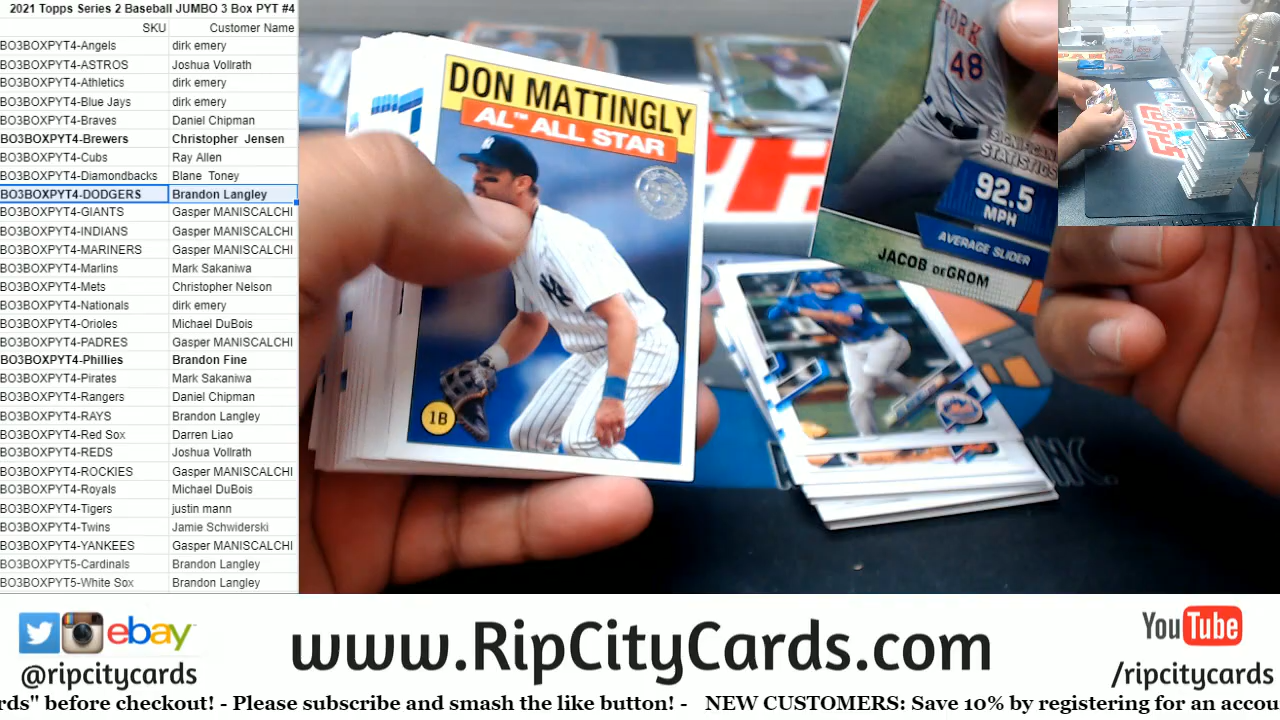 2021 Topps Series 2 Baseball JUMBO 3 Box PYT #4
SKU Customer Name
BO3BOXPYT4-Angels dirk emery
BO3BOXPYT4-ASTROS Joshua Vollrath
BO3BOXPYT4-Athletics dirk emery
BO3BOXPYT4-Blue Jays dirk emery
BO3BOXPYT4-Braves Daniel Chipman
BO3BOXPYT4-Brewers Christopher Jensen
BO3BOXPYT4-Cubs Ray Allen
BO3BOXPYT4-Diamondbacks Blane Toney
BO3BOXPYT4-DODGERS Brandon Langley
BO3BOXPYT4-GIANTS Gasper MANISCALCHI
BO3BOXPYT4-INDIANS Gasper MANISCALCHI
BO3BOXPYT4-MARINERS Gasper MANISCALCHI
BO3BOXPYT4-Marlins Mark Sakaniwa
BO3BOXPYT4-Mets Christopher Nelson
BO3BOXPYT4-Nationals dirk emery
BO3BOXPYT4-Orioles Michael DuBois
BO3BOXPYT4-PADRES Gasper MANISCALCHI
BO3BOXPYT4-Phillies Brandon Fine
BO3BOXPYT4-Pirates Mark Sakaniwa
BO3BOXPYT4-Rangers Daniel Chipman
BO3BOXPYT4-RAYS Brandon Langley
BO3BOXPYT4-Red Sox Darren Liao
BO3BOXPYT4-REDS Joshua Vollrath
BO3BOXPYT4-ROCKIES Gasper MANISCALCHI
BO3BOXPYT4-Royals Michael DuBois
BO3BOXPYT4-Tigers justin mann
BO3BOXPYT4-Twins Jamie Schwiderski
BO3BOXPYT4-YANKEES Gasper MANISCALCHI
BO3BOXPYT5-Cardinals Brandon Langley
BO3BOXPYT5-White Sox Brandon Langley
DON MATTINGLY
AL™ ALL STAR
1B
YORK
48
STATISTICS
92.5
MPH
AVERAGE SLIDER
JACOB deGROM
ebay
@ripcitycards
www.RipCityCards.com
YouTube
/ripcitycards
rds" before checkout! - Please subscribe and smash the like button! - NEW CUSTOMERS: Save 10% by registering for an accou